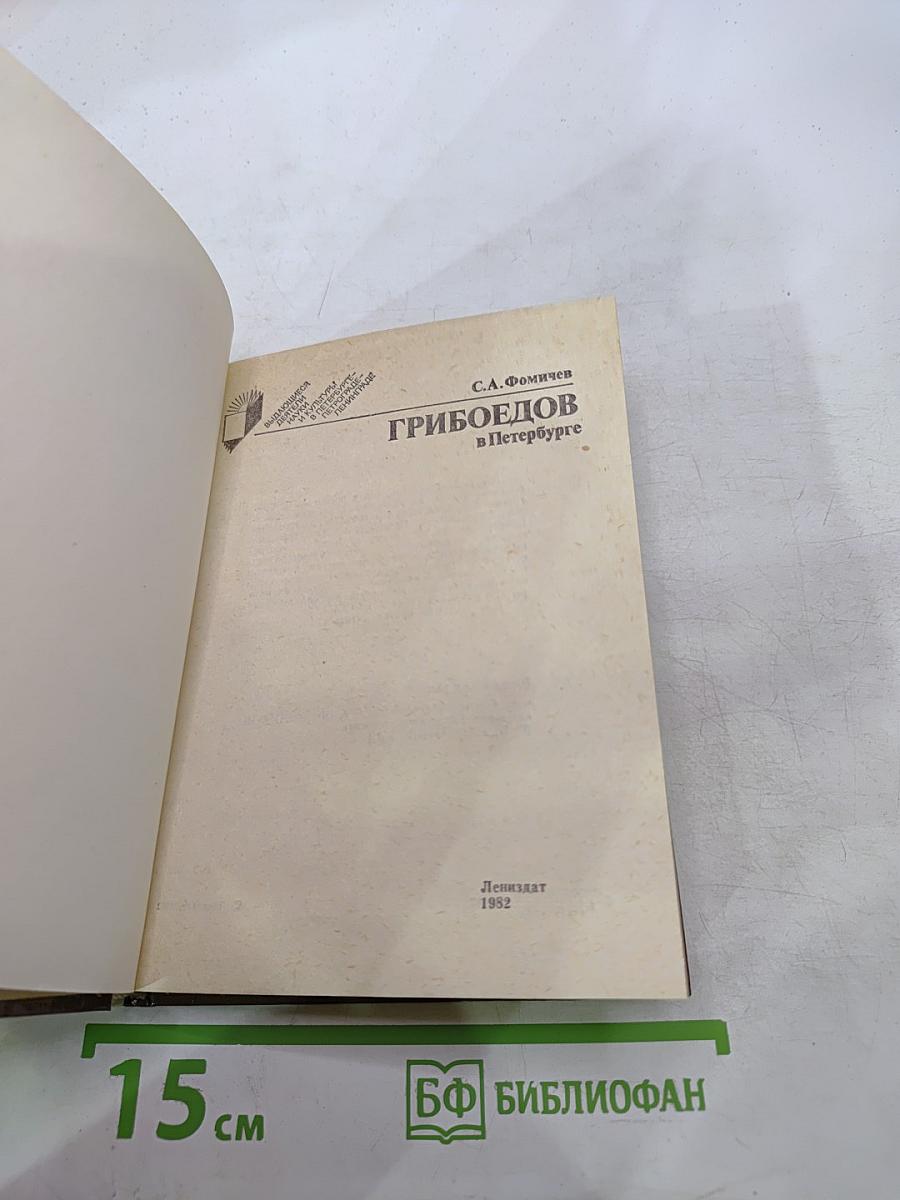 ВЫДАЮЩИЕСЯ
ДЕЯТЕЛИ
НАУКИ
И КУЛЬТУРЫ
В ПЕТЕРБУРГЕ–
ПЕТРОГРАДЕ–
ЛЕНИНГРАДЕ
С. А. Фомичев
ГРИБОЕДОВ
в Петербурге
Лениздат
1982
15 см
БФ БИБЛИОФАН